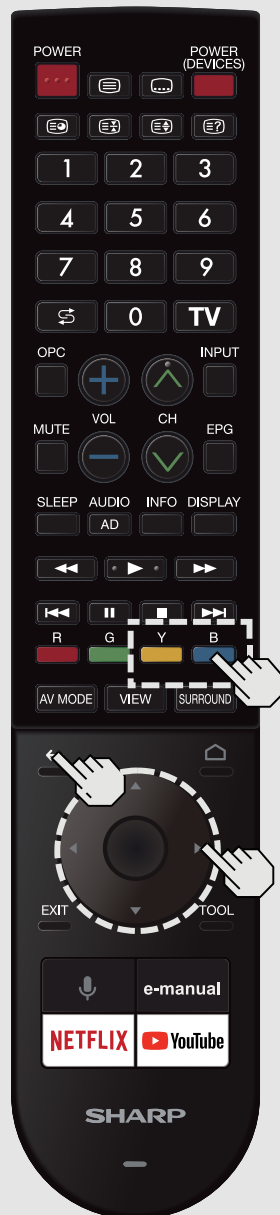 POWER POWER
(DEVICES)
1 2 3
4 5 6
7 8 9
0 TV
OPC INPUT
MUTE VOL CH EPG
SLEEP AUDIO INFO DISPLAY
AD
R G Y B
AV MODE VIEW SURROUND
EXIT TOOL
e-manual
NETFLIX YouTube
SHARP